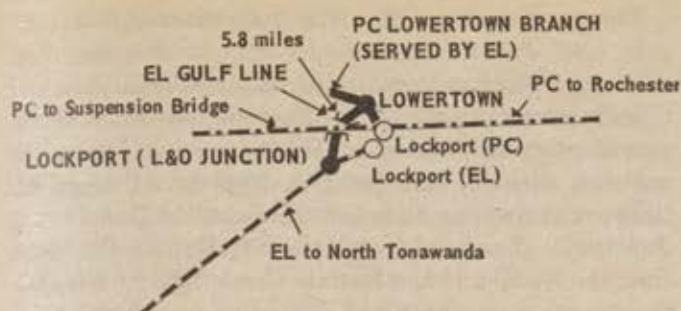 PC LOWERTOWN BRANCH
(SERVED BY EL)
5.8 miles
EL GULF LINE
PC to Rochester
PC to Suspension Bridge
LOWERTOWN
LOCKPORT (L&O JUNCTION)
Lockport (PC)
Lockport (EL)
EL to North Tonawanda